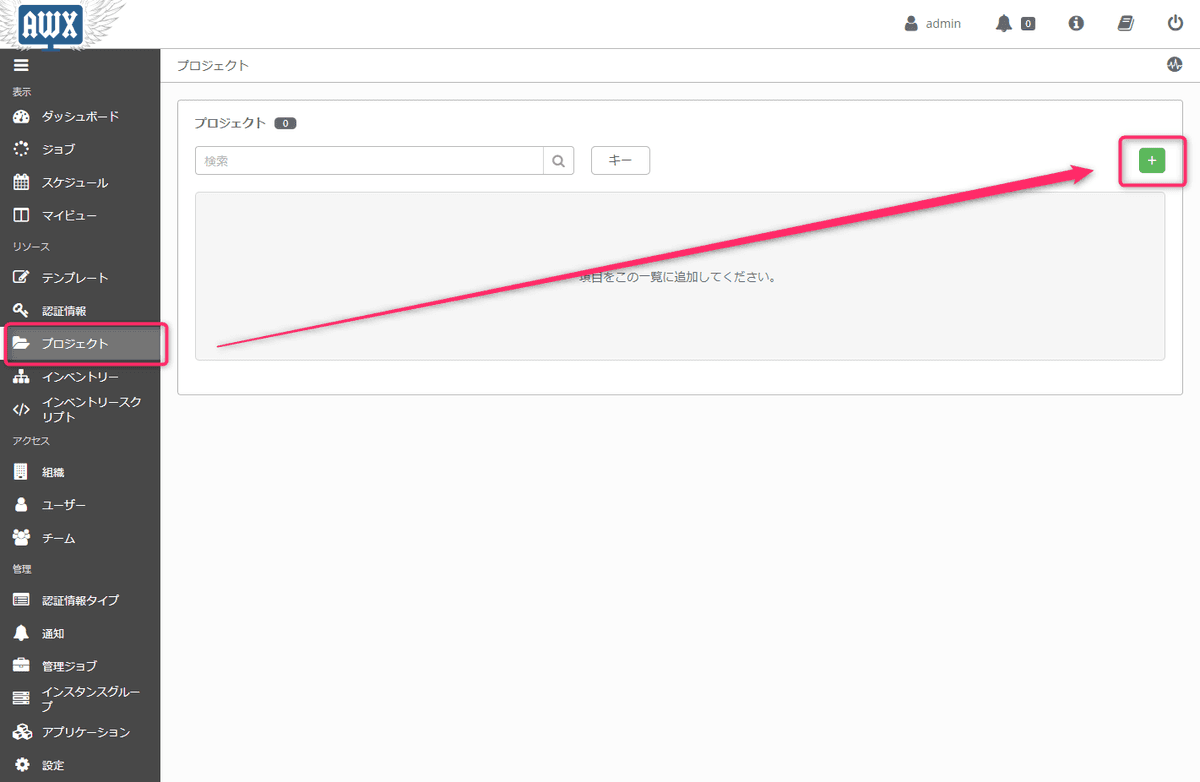 AWX
admin
0
表示
ダッシュボード
ジョブ
スケジュール
マイビュー
リソース
テンプレート
認証情報
プロジェクト
インベントリー
インベントリースク
リプト
アクセス
組織
ユーザー
チーム
管理
認証情報タイプ
通知
管理ジョブ
インスタンスグルー
プ
アプリケーション
設定
プロジェクト
プロジェクト 0
検索
キー
+
項目をこの一覧に追加してください。